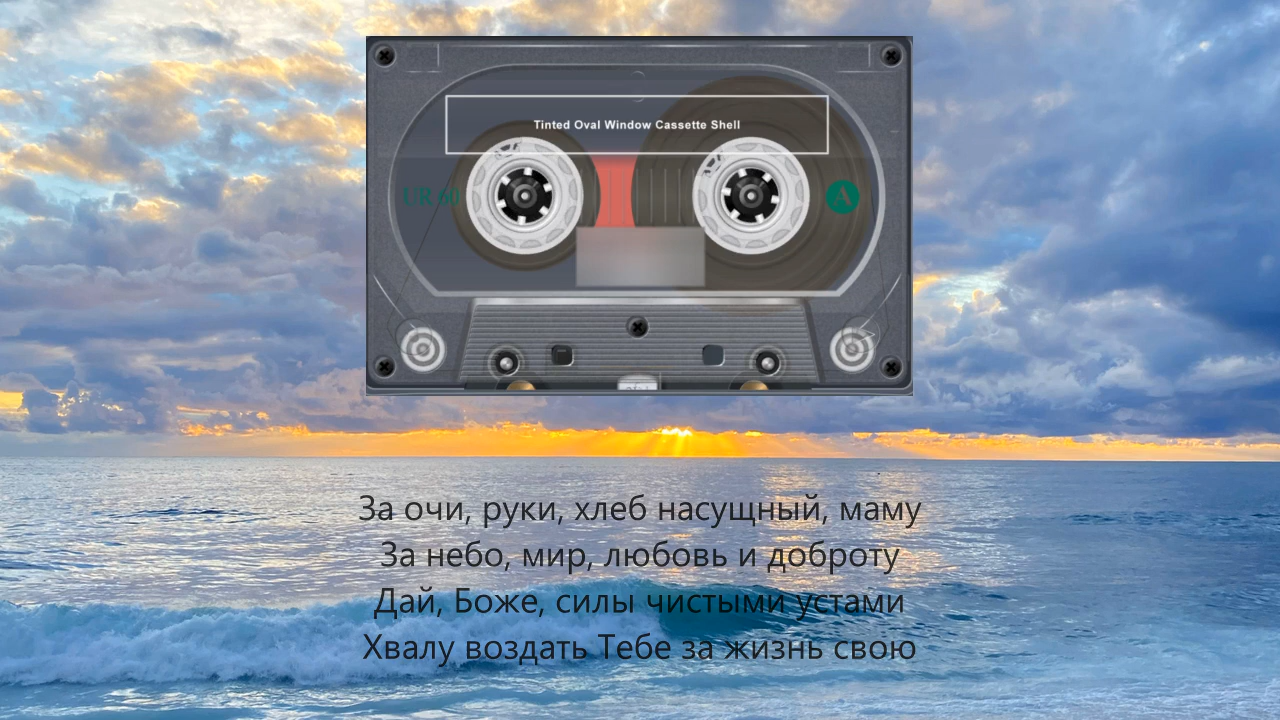 Tinted Oval Window Cassette Shell
UR 60
За очи, руки, хлеб насущный, маму
За небо, мир, любовь и доброту
Дай, Боже, силы чистыми устами
Хвалу воздать Тебе за жизнь свою